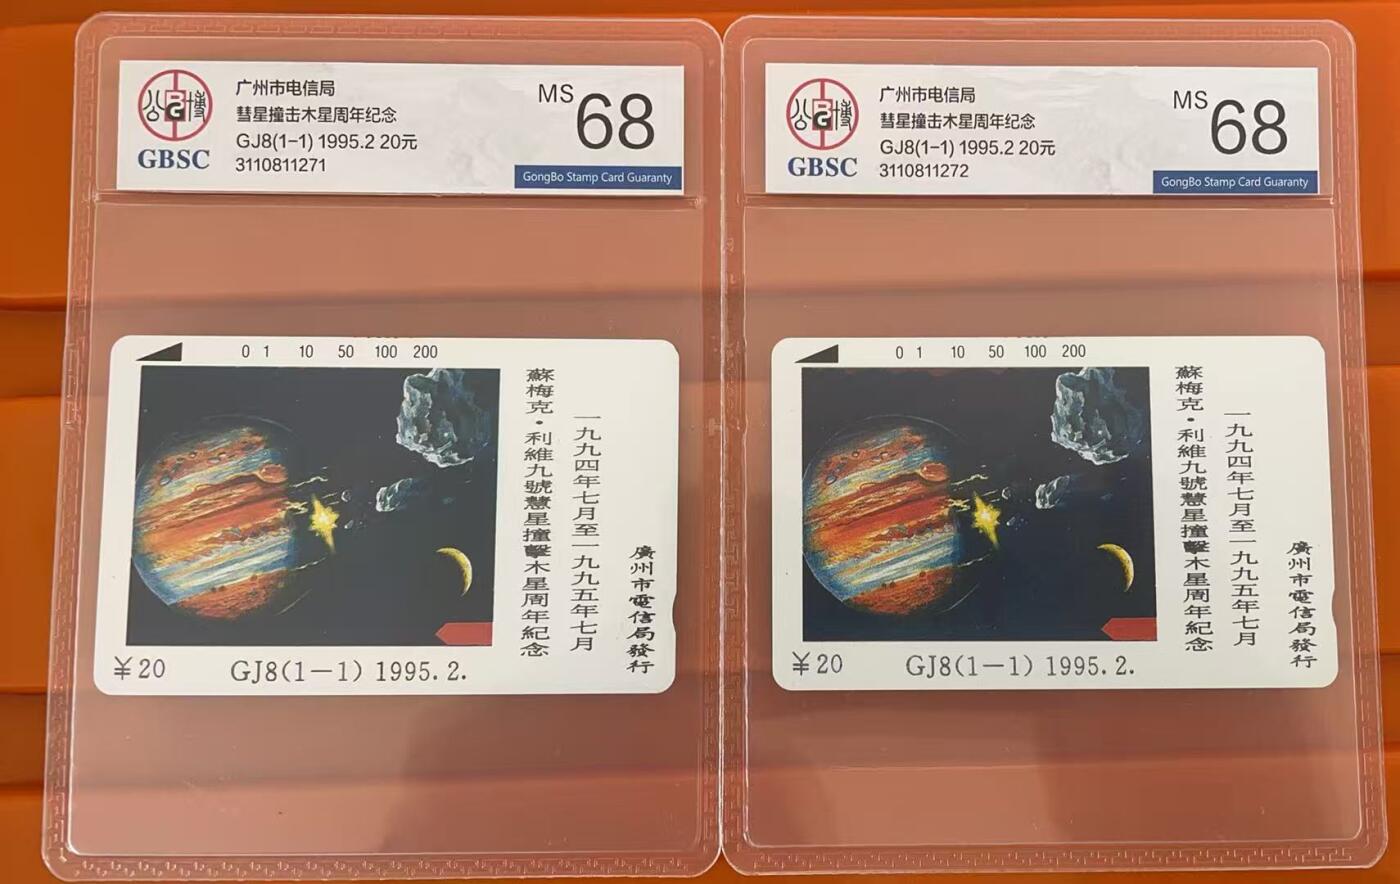 公博
BG
GBSC
广州市电信局
彗星撞击木星周年纪念
GJ8(1-1) 1995.2 20元
3110811271
MS 68
GongBo Stamp Card Guaranty
0 1 10 50 100 200
蘇梅克·利維九號慧星撞擊木星周年紀念
一九九四年七月至一九九五年七月
廣州市電信局發行
¥20
GJ8(1-1) 1995.2.
公博
BG
GBSC
广州市电信局
彗星撞击木星周年纪念
GJ8(1-1) 1995.2 20元
3110811272
MS 68
GongBo Stamp Card Guaranty
0 1 10 50 100 200
蘇梅克·利維九號慧星撞擊木星周年紀念
一九九四年七月至一九九五年七月
廣州市電信局發行
¥20
GJ8(1-1) 1995.2.